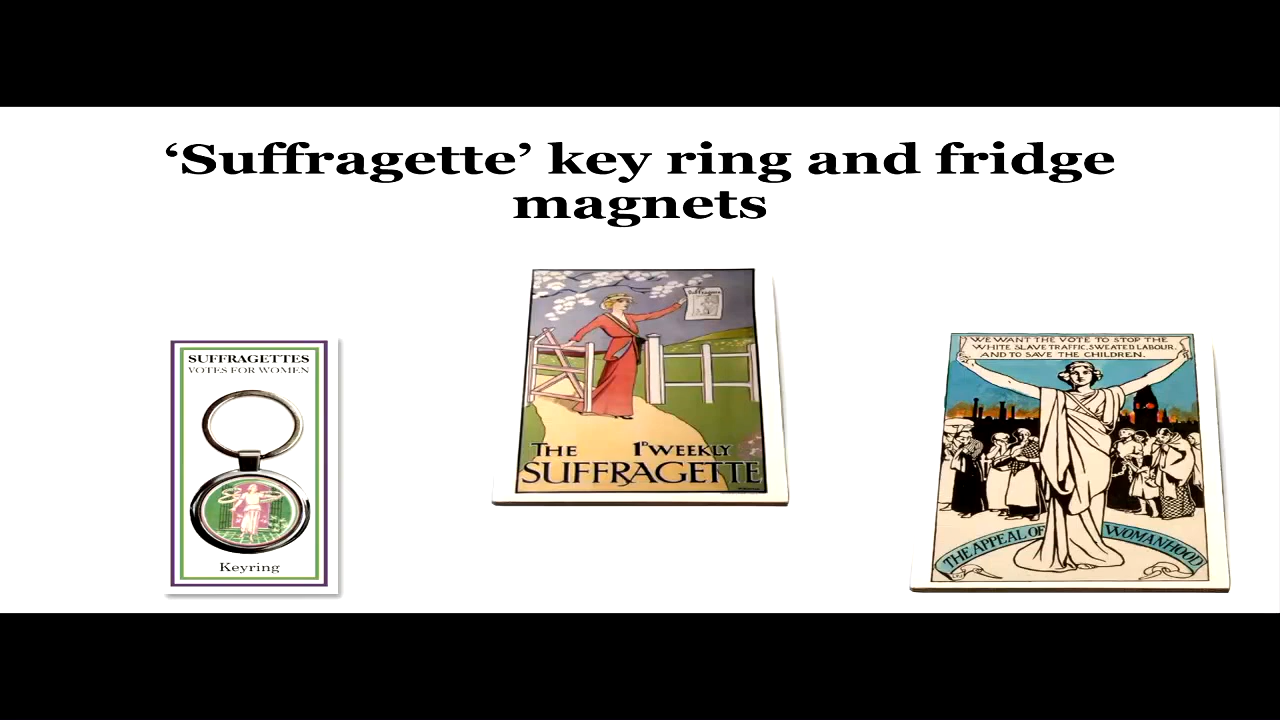 ‘Suffragette’ key ring and fridge
magnets
SUFFRAGETTES
VOTES FOR WOMEN
Keyring
Suffragette
THE 1D WEEKLY
SUFFRAGETTE
WE WANT THE VOTE TO STOP THE
WHITE SLAVE TRAFFIC, SWEATED LABOUR,
AND TO SAVE THE CHILDREN.
THE APPEAL OF WOMANHOOD